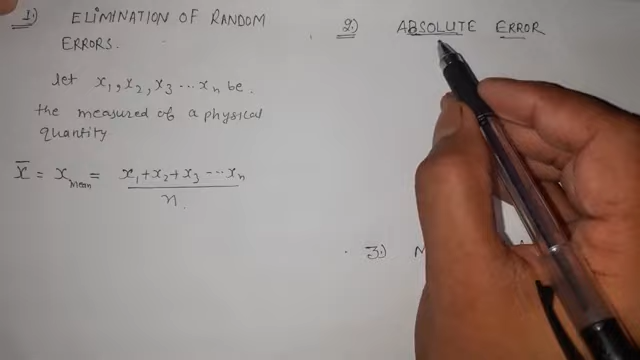 1.) ELIMINATION OF RANDOM
ERRORS.
let x₁, x₂, x₃ ... xₙ be.
the measured of a physical
quantity
x̄ = x_mean = x₁+x₂+x₃ ... xₙ / n.
2.) ABSOLUTE ERROR
3.)